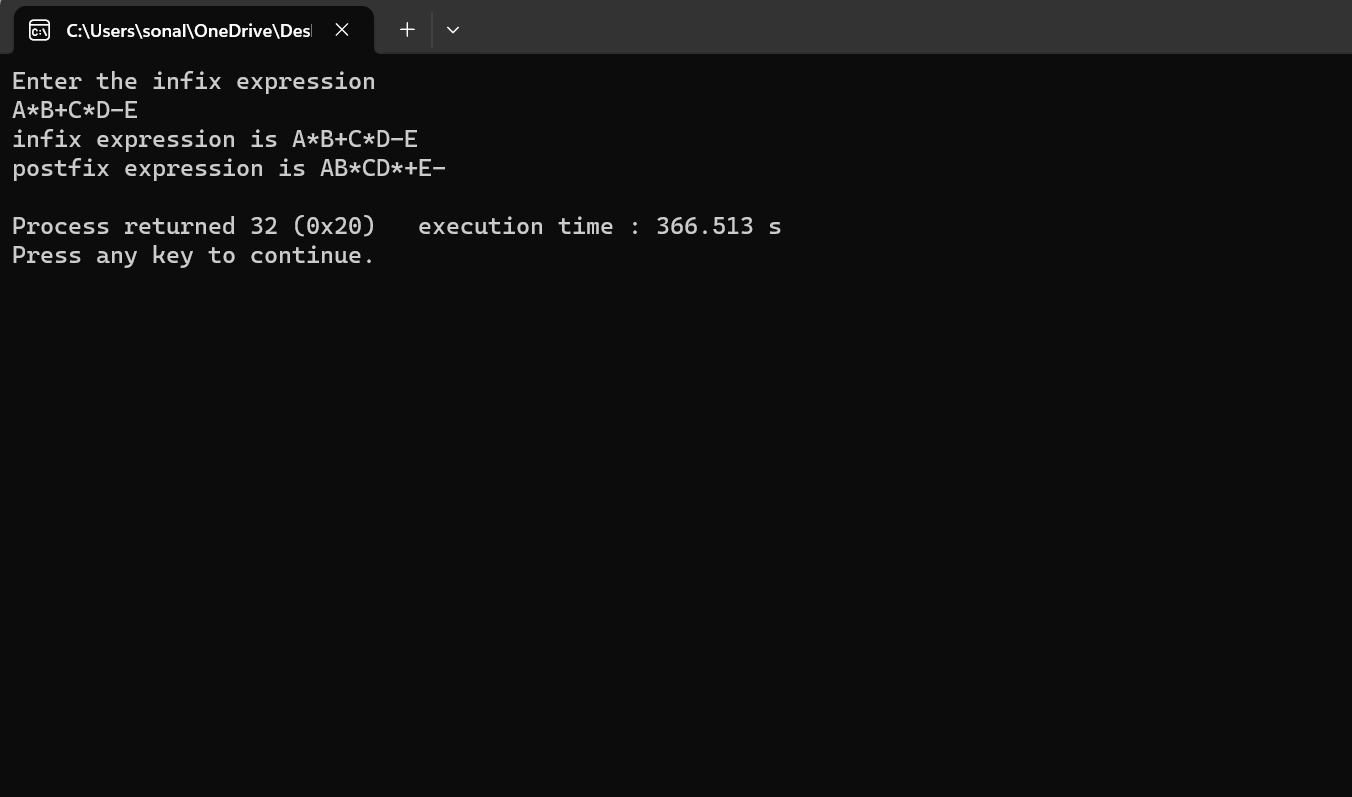 C:\Users\sonal\OneDrive\Des
Enter the infix expression
A*B+C*D-E
infix expression is A*B+C*D-E
postfix expression is AB*CD*+E-
Process returned 32 (0x20)   execution time : 366.513 s
Press any key to continue.